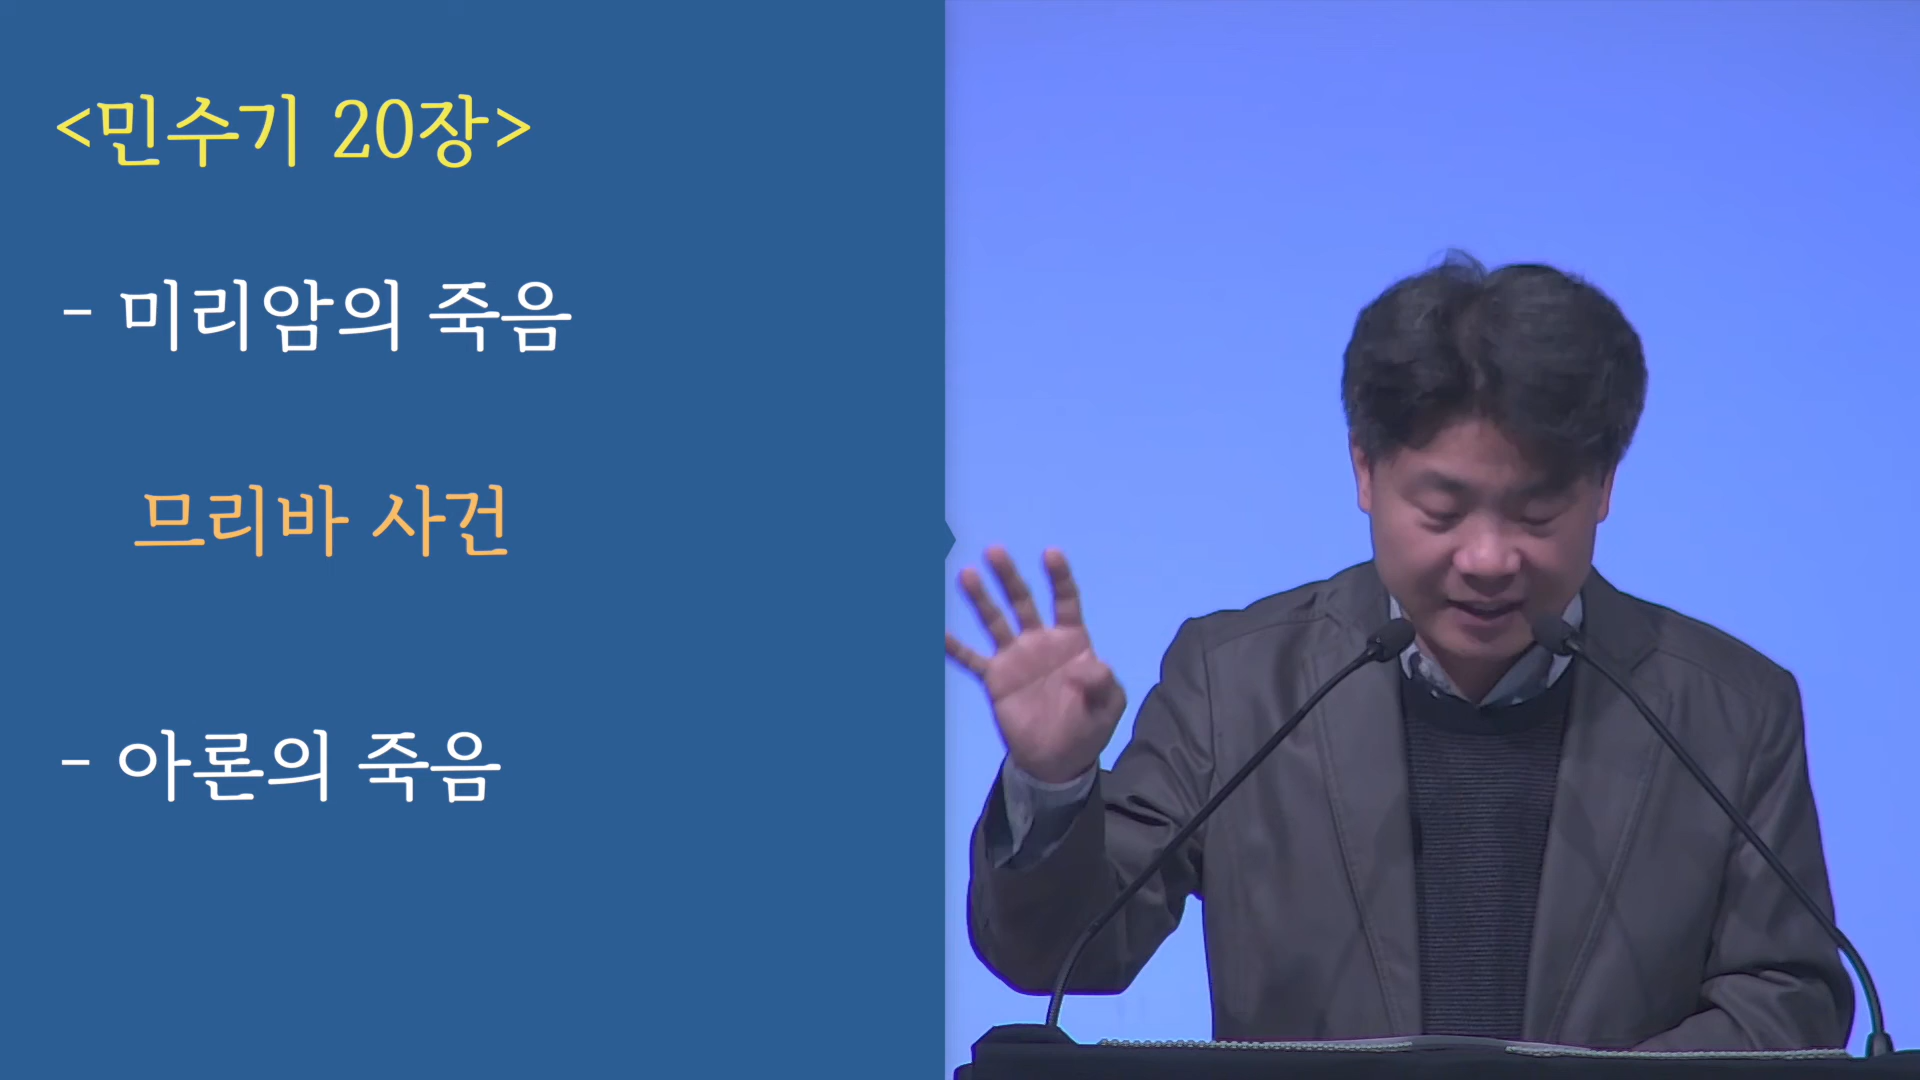 <민수기 20장>
- 미리암의 죽음
므리바 사건
- 아론의 죽음